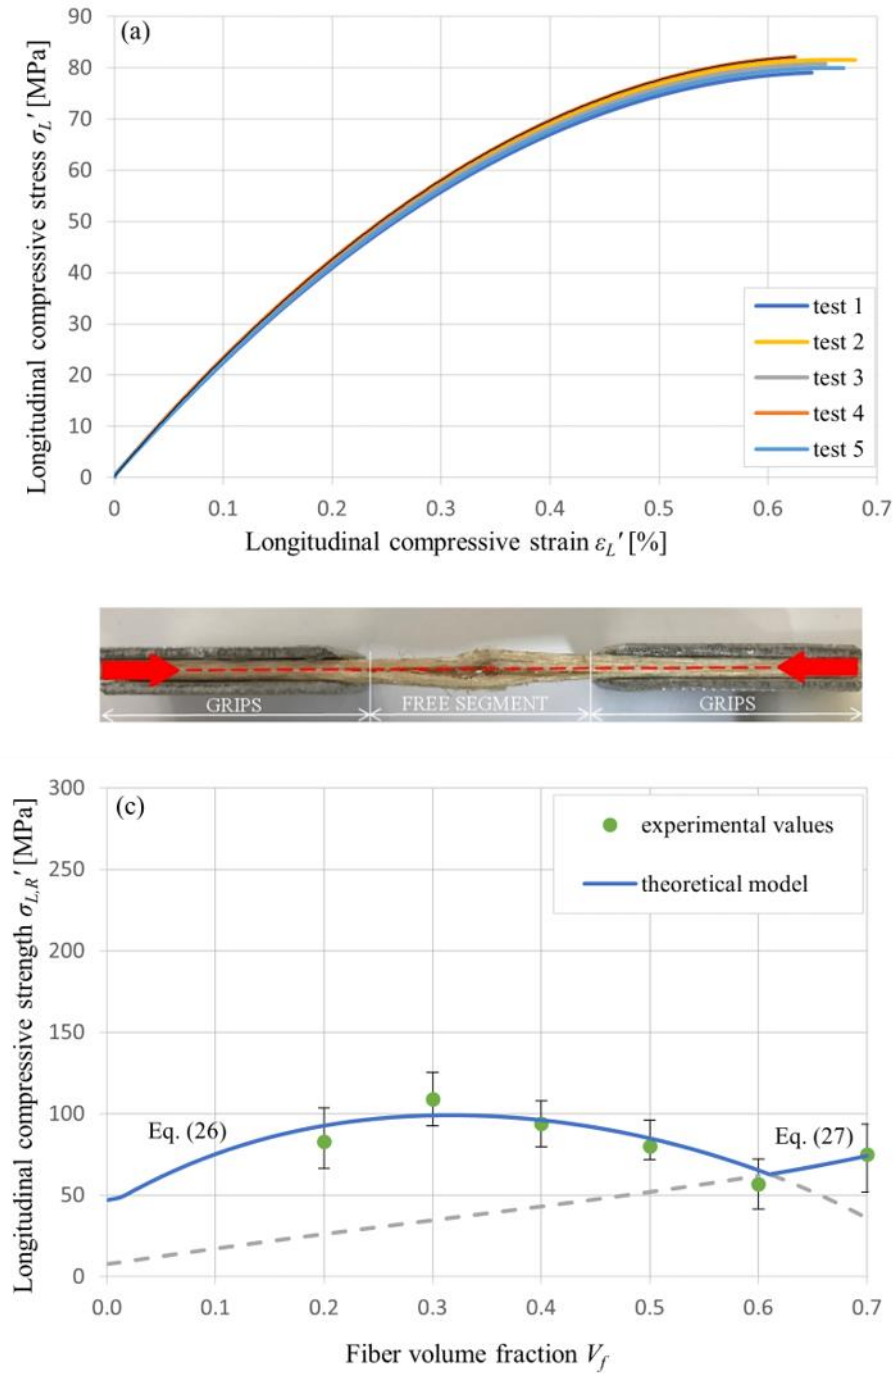 (a)
Longitudinal compressive stress σL′ [MPa]
90
80
70
60
50
40
30
20
10
0
0 0.1 0.2 0.3 0.4 0.5 0.6 0.7
Longitudinal compressive strain εL′ [%]
test 1
test 2
test 3
test 4
test 5
GRIPS FREE SEGMENT GRIPS
(c)
Longitudinal compressive strength σL,R′ [MPa]
300
250
200
150
100
50
0
experimental values
theoretical model
Eq. (26)
Eq. (27)
0.0 0.1 0.2 0.3 0.4 0.5 0.6 0.7
Fiber volume fraction Vf